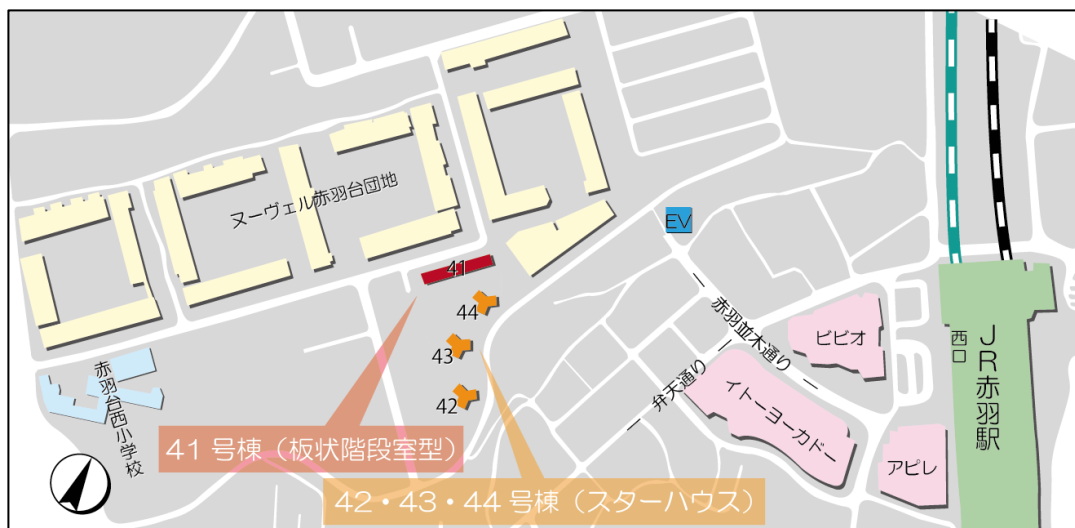 ヌーヴェル赤羽台団地
EV
41
44
43
42
赤羽並木通り
弁天通り
ビビオ
イトーヨーカドー
アピレ
西口
JR赤羽駅
赤羽台西小学校
41号棟（板状階段室型）
42・43・44号棟（スターハウス）